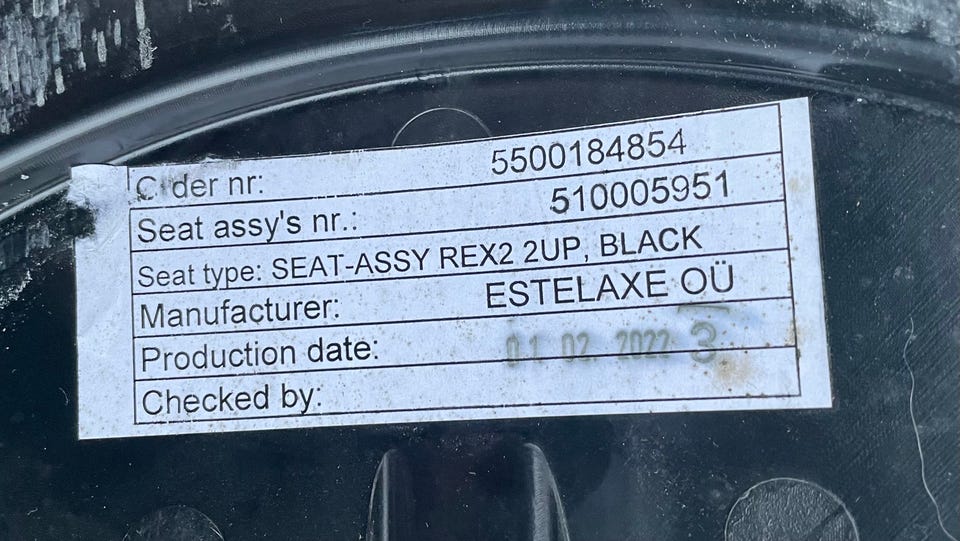 Order nr: 5500184854
Seat assy's nr.: 510005951
Seat type: SEAT-ASSY REX2 2UP, BLACK
Manufacturer: ESTELAXE OÜ
Production date: 01.02.2022 3
Checked by: